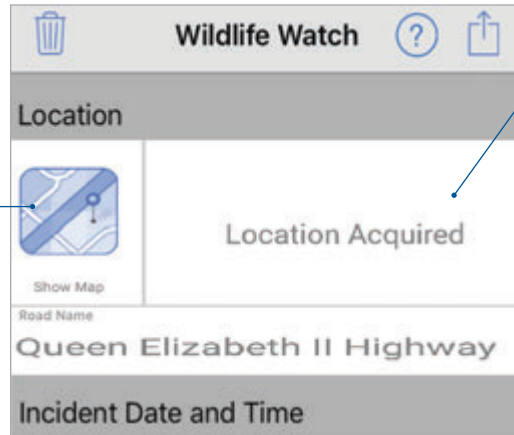 Wildlife Watch ?
Location
Location Acquired
Show Map
Road Name
Queen Elizabeth II Highway
Incident Date and Time